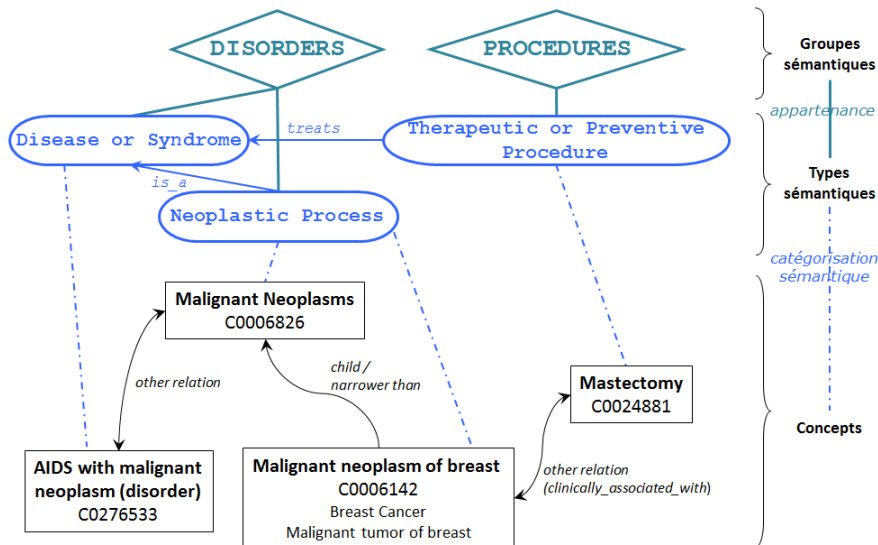 DISORDERS
PROCEDURES
Groupes
sémantiques
appartenance
Disease or Syndrome
treats
Therapeutic or Preventive
Procedure
is_a
Types
sémantiques
Neoplastic Process
catégorisation
sémantique
Malignant Neoplasms
C0006826
child /
narrower than
other relation
Mastectomy
C0024881
Concepts
AIDS with malignant
neoplasm (disorder)
C0276533
Malignant neoplasm of breast
C0006142
Breast Cancer
Malignant tumor of breast
other relation
(clinically_associated_with)